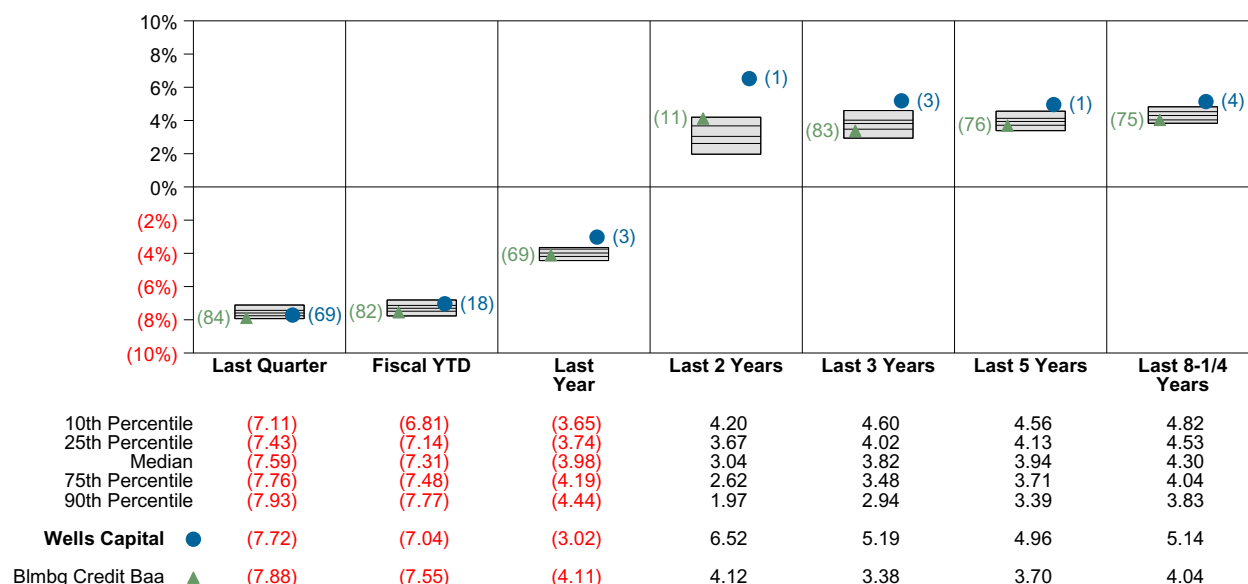 10%
8%
6%
4%
2%
0%
(2%)
(4%)
(6%)
(8%)
(10%)
(84) (69)
(82) (18)
(69) (3)
(11) (1)
(83) (3)
(76) (1)
(75) (4)
Last Quarter Fiscal YTD Last Year Last 2 Years Last 3 Years Last 5 Years Last 8-1/4 Years
10th Percentile (7.11) (6.81) (3.65) 4.20 4.60 4.56 4.82
25th Percentile (7.43) (7.14) (3.74) 3.67 4.02 4.13 4.53
Median (7.59) (7.31) (3.98) 3.04 3.82 3.94 4.30
75th Percentile (7.76) (7.48) (4.19) 2.62 3.48 3.71 4.04
90th Percentile (7.93) (7.77) (4.44) 1.97 2.94 3.39 3.83
Wells Capital (7.72) (7.04) (3.02) 6.52 5.19 4.96 5.14
Blmbg Credit Baa (7.88) (7.55) (4.11) 4.12 3.38 3.70 4.04